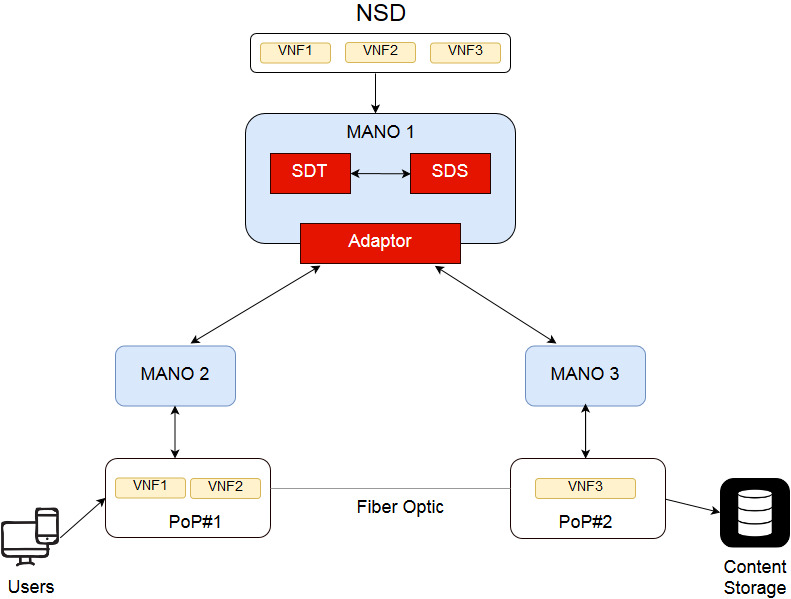 NSD
VNF1 VNF2 VNF3
MANO 1
SDT SDS
Adaptor
MANO 2 MANO 3
VNF1 VNF2 VNF3
Fiber Optic
PoP#1 PoP#2
Users
Content
Storage